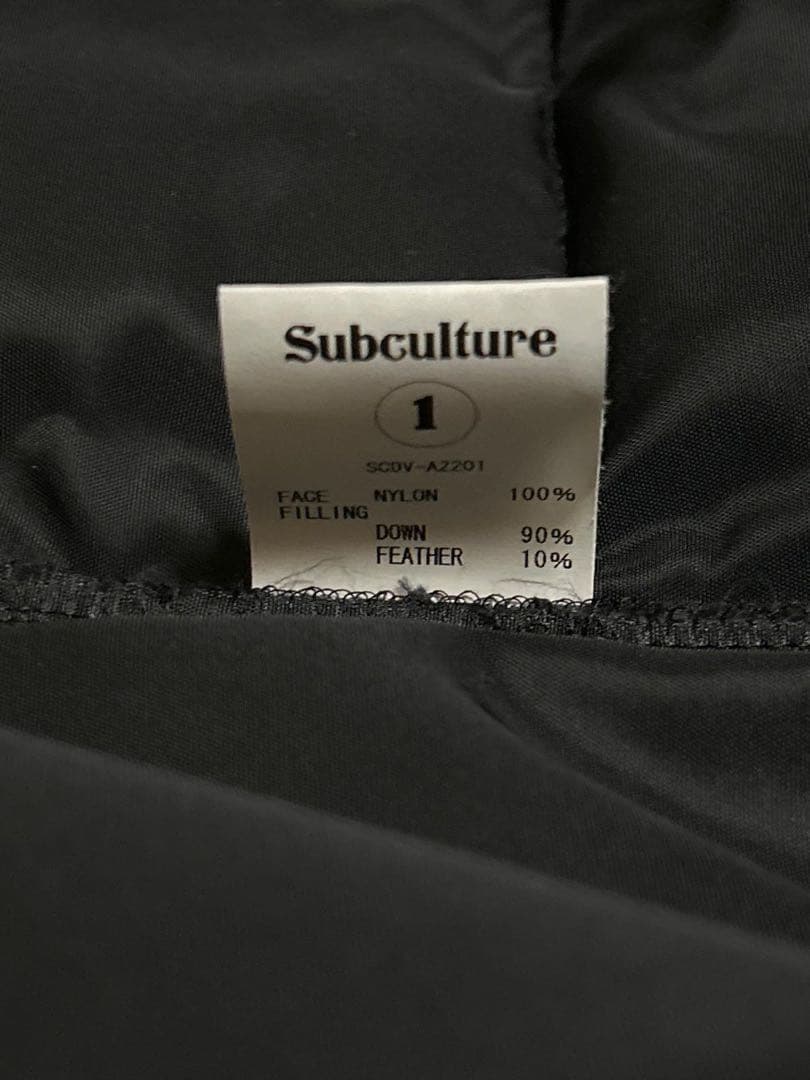 Subculture
1
SCDV-A2201
FACE NYLON 100%
FILLING
DOWN 90%
FEATHER 10%